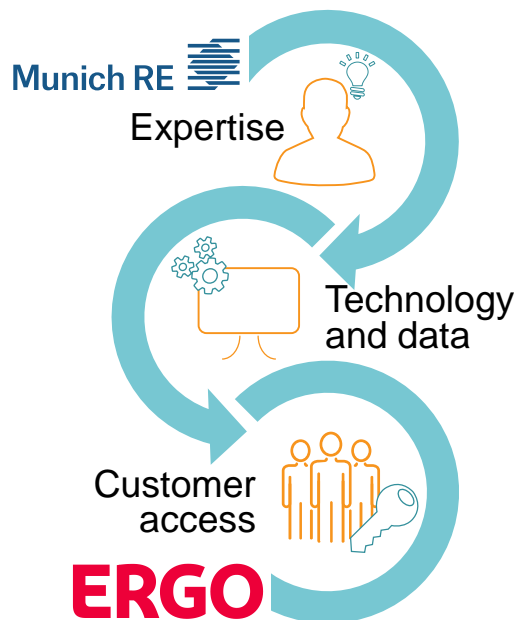 Munich RE
Expertise
Technology
and data
Customer
access
ERGO